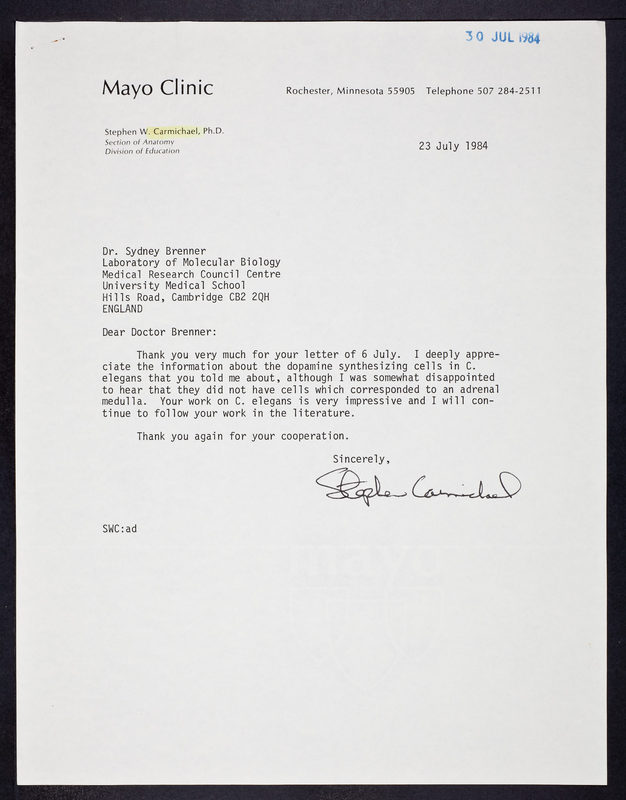 30 JUL 1984
Mayo Clinic
Rochester, Minnesota 55905 Telephone 507 284-2511
Stephen W. Carmichael, Ph.D.
Section of Anatomy
Division of Education
23 July 1984
Dr. Sydney Brenner
Laboratory of Molecular Biology
Medical Research Council Centre
University Medical School
Hills Road, Cambridge CB2 2QH
ENGLAND
Dear Doctor Brenner:
Thank you very much for your letter of 6 July. I deeply appre-
ciate the information about the dopamine synthesizing cells in C.
elegans that you told me about, although I was somewhat disappointed
to hear that they did not have cells which corresponded to an adrenal
medulla. Your work on C. elegans is very impressive and I will con-
tinue to follow your work in the literature.
Thank you again for your cooperation.
Sincerely,
Stephen Carmichael
SWC:ad
mayo